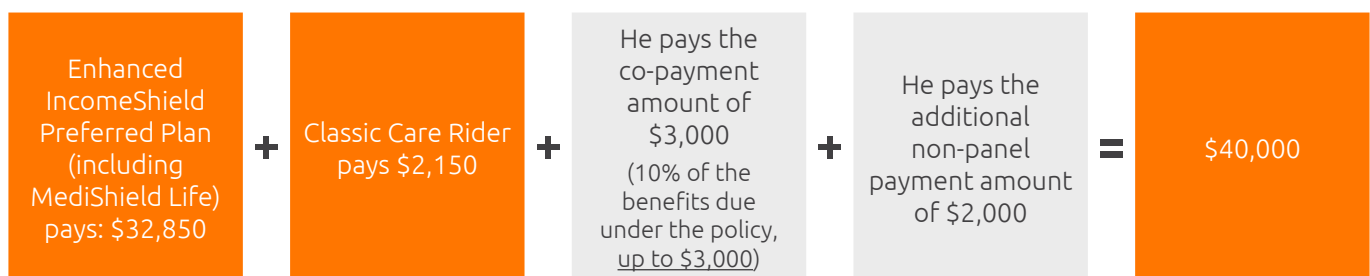 Enhanced
IncomeShield
Preferred Plan
(including
MediShield Life)
pays: $32,850
+
Classic Care Rider
pays $2,150
+
He pays the
co-payment
amount of
$3,000
(10% of the
benefits due
under the policy,
up to $3,000)
+
He pays the
additional
non-panel
payment amount
of $2,000
=
$40,000